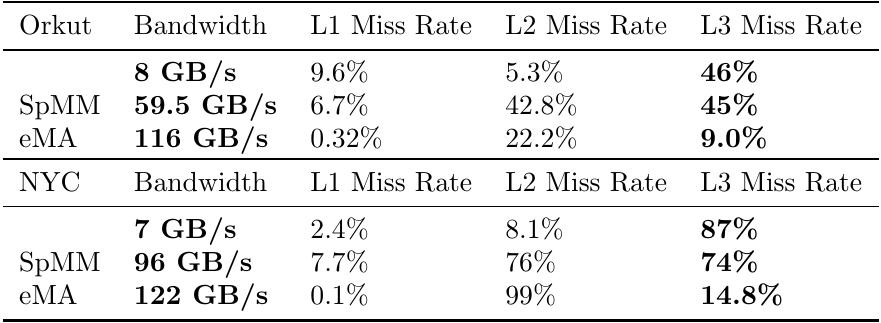 Orkut Bandwidth L1 Miss Rate L2 Miss Rate L3 Miss Rate
8 GB/s 9.6% 5.3% 46%
SpMM 59.5 GB/s 6.7% 42.8% 45%
eMA 116 GB/s 0.32% 22.2% 9.0%
NYC Bandwidth L1 Miss Rate L2 Miss Rate L3 Miss Rate
7 GB/s 2.4% 8.1% 87%
SpMM 96 GB/s 7.7% 76% 74%
eMA 122 GB/s 0.1% 99% 14.8%